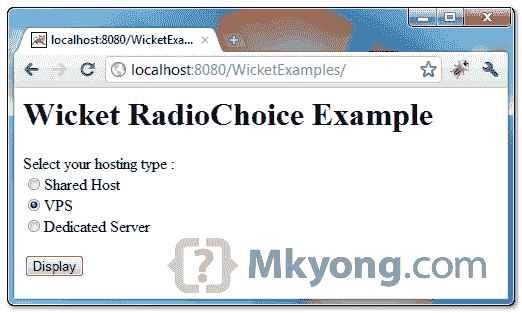 localhost:8080/WicketExa...
localhost:8080/WicketExamples/
Wicket RadioChoice Example
Select your hosting type :
Shared Host
VPS
Dedicated Server
Display
{?} Mkyong.com